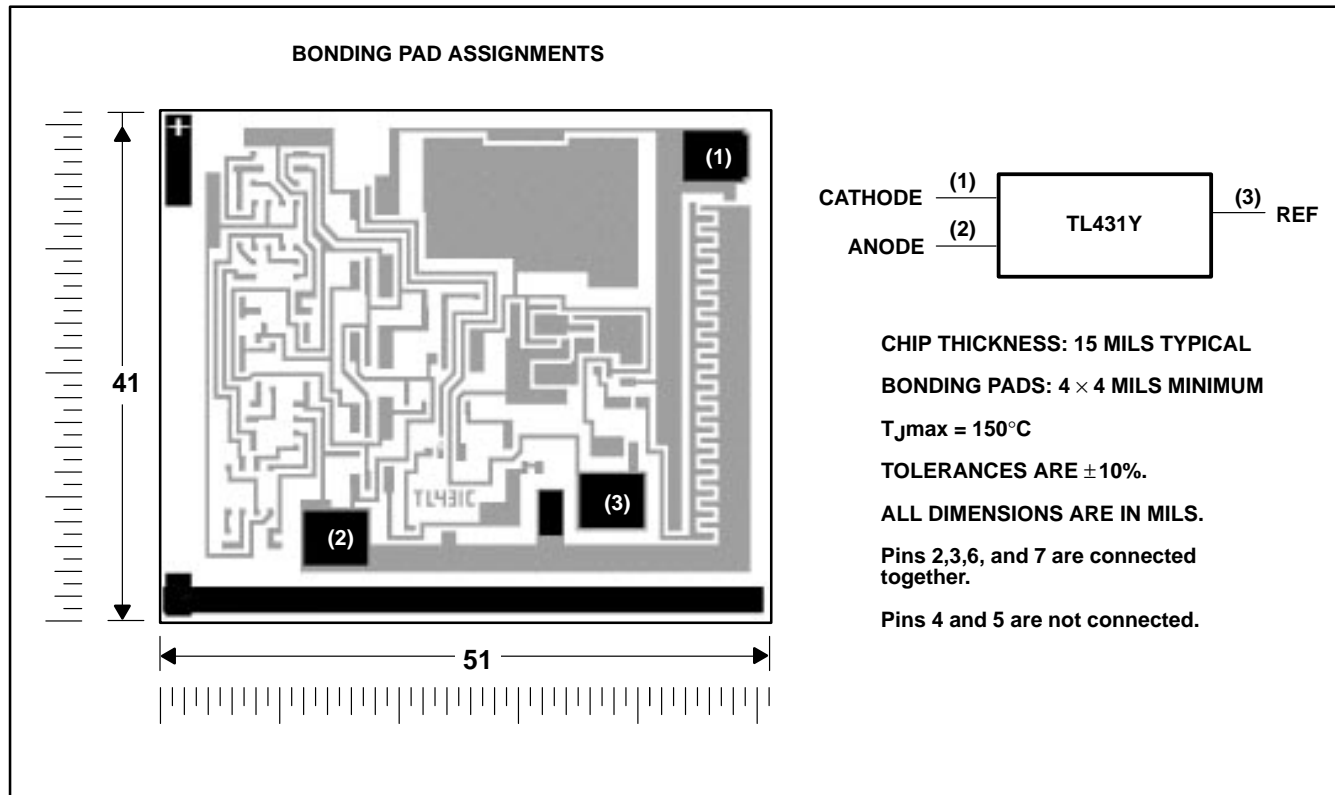 BONDING PAD ASSIGNMENTS
(1)
(2)
(3)
TL431C
41
51
CATHODE
(1)
ANODE
(2)
TL431Y
(3)
REF
CHIP THICKNESS: 15 MILS TYPICAL
BONDING PADS: 4 × 4 MILS MINIMUM
TJmax = 150°C
TOLERANCES ARE ±10%.
ALL DIMENSIONS ARE IN MILS.
Pins 2,3,6, and 7 are connected
together.
Pins 4 and 5 are not connected.